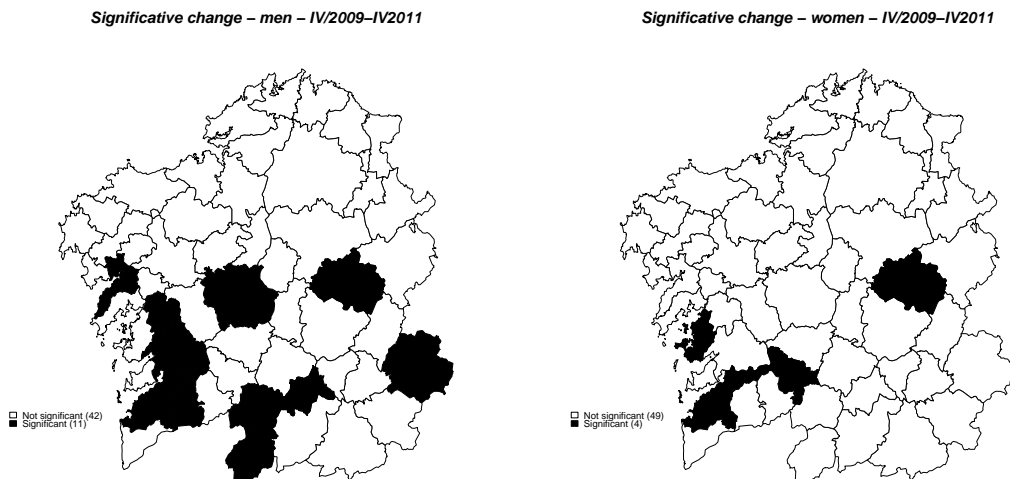 Significative change – men – IV/2009–IV2011
Not significant (42)
Significant (11)
Significative change – women – IV/2009–IV2011
Not significant (49)
Significant (4)